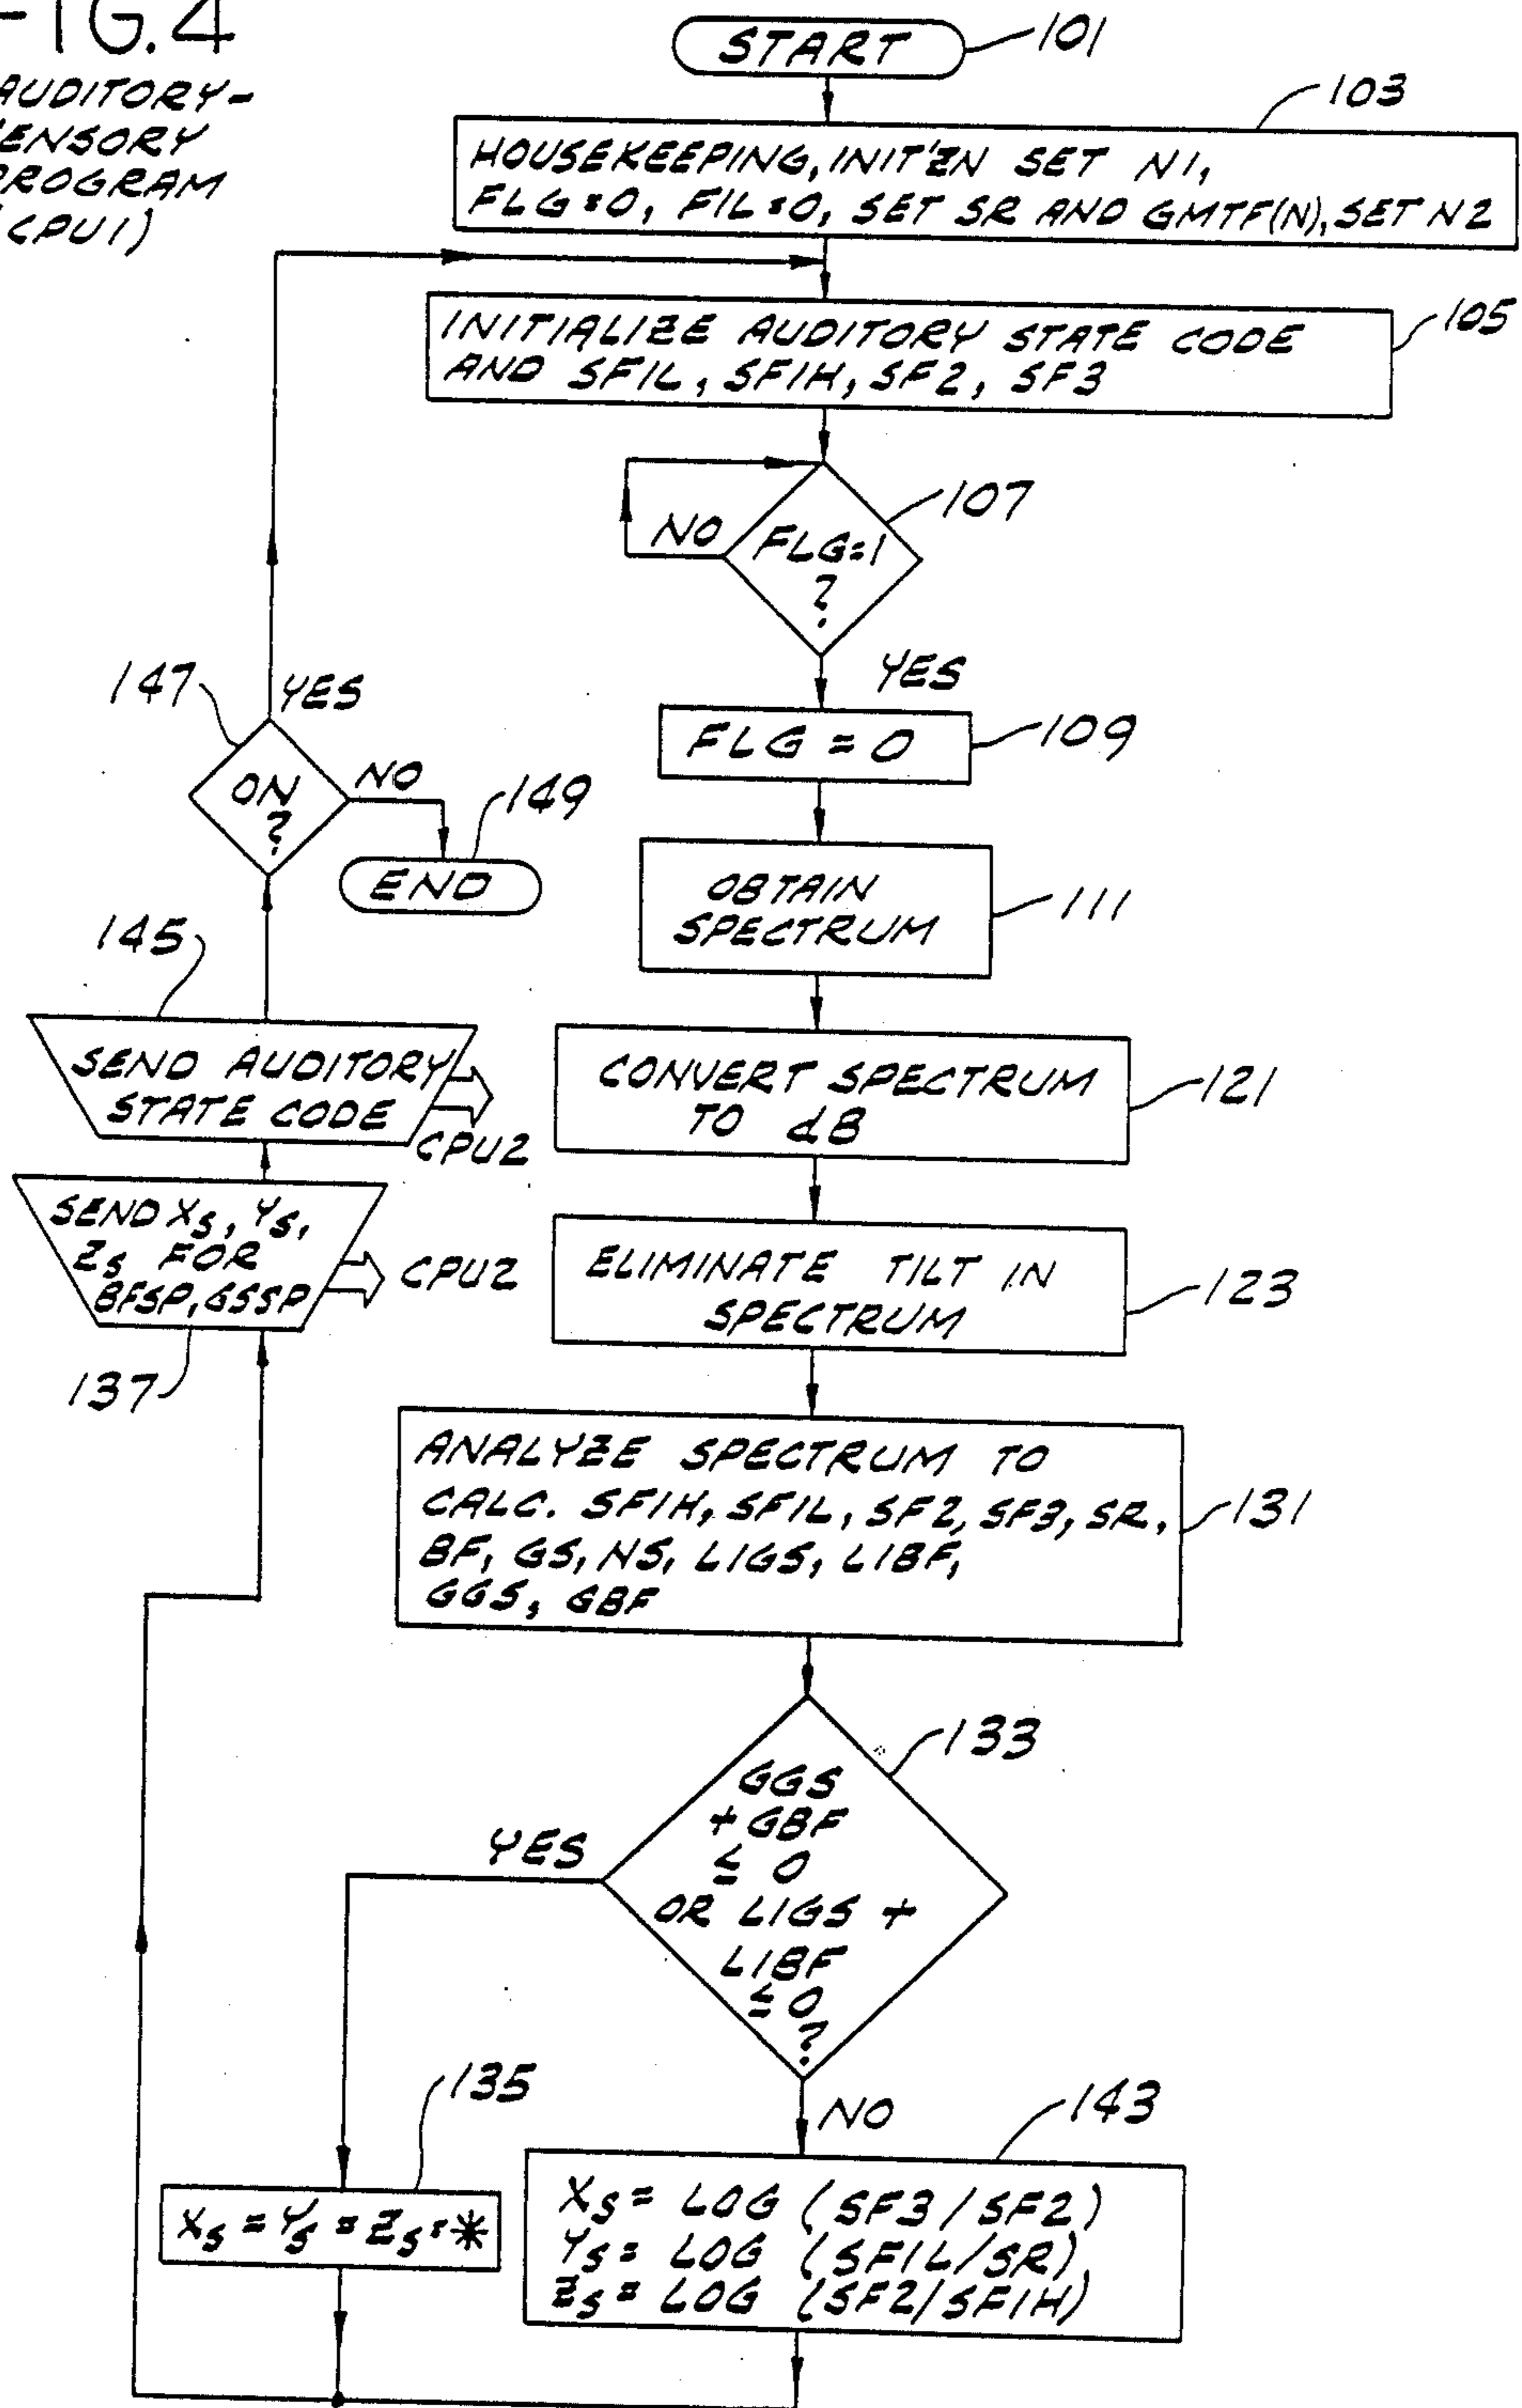 FIG.4
AUDITORY-
SENSORY
PROGRAM
(CPU1)
START
101
103
HOUSEKEEPING, INIT'ZN SET N1,
FLG=0, FIL=0, SET SR AND GMTF(N), SET N2
INITIALIZE AUDITORY STATE CODE
AND SF1L, SF1H, SF2, SF3
105
107
NO
FLG=1
?
YES
FLG = 0
109
OBTAIN
SPECTRUM
111
CONVERT SPECTRUM
TO dB
121
ELIMINATE TILT IN
SPECTRUM
123
ANALYZE SPECTRUM TO
CALC. SF1H, SF1L, SF2, SF3, SR,
BF, GS, NS, LIGS, LIBF,
GGS, GBF
131
133
GGS
+GBF
≤ 0
OR LIGS +
LIBF
≤0
?
YES
NO
135
Xs = Ys = Zs = *
143
Xs = LOG (SF3/SF2)
Ys = LOG (SF1L/SR)
Zs = LOG (SF2/SF1H)
137
SEND Xs, Ys,
Zs FOR
BFSP, GSSP
CPU2
145
SEND AUDITORY
STATE CODE
CPU2
147
YES
ON
?
NO
149
END